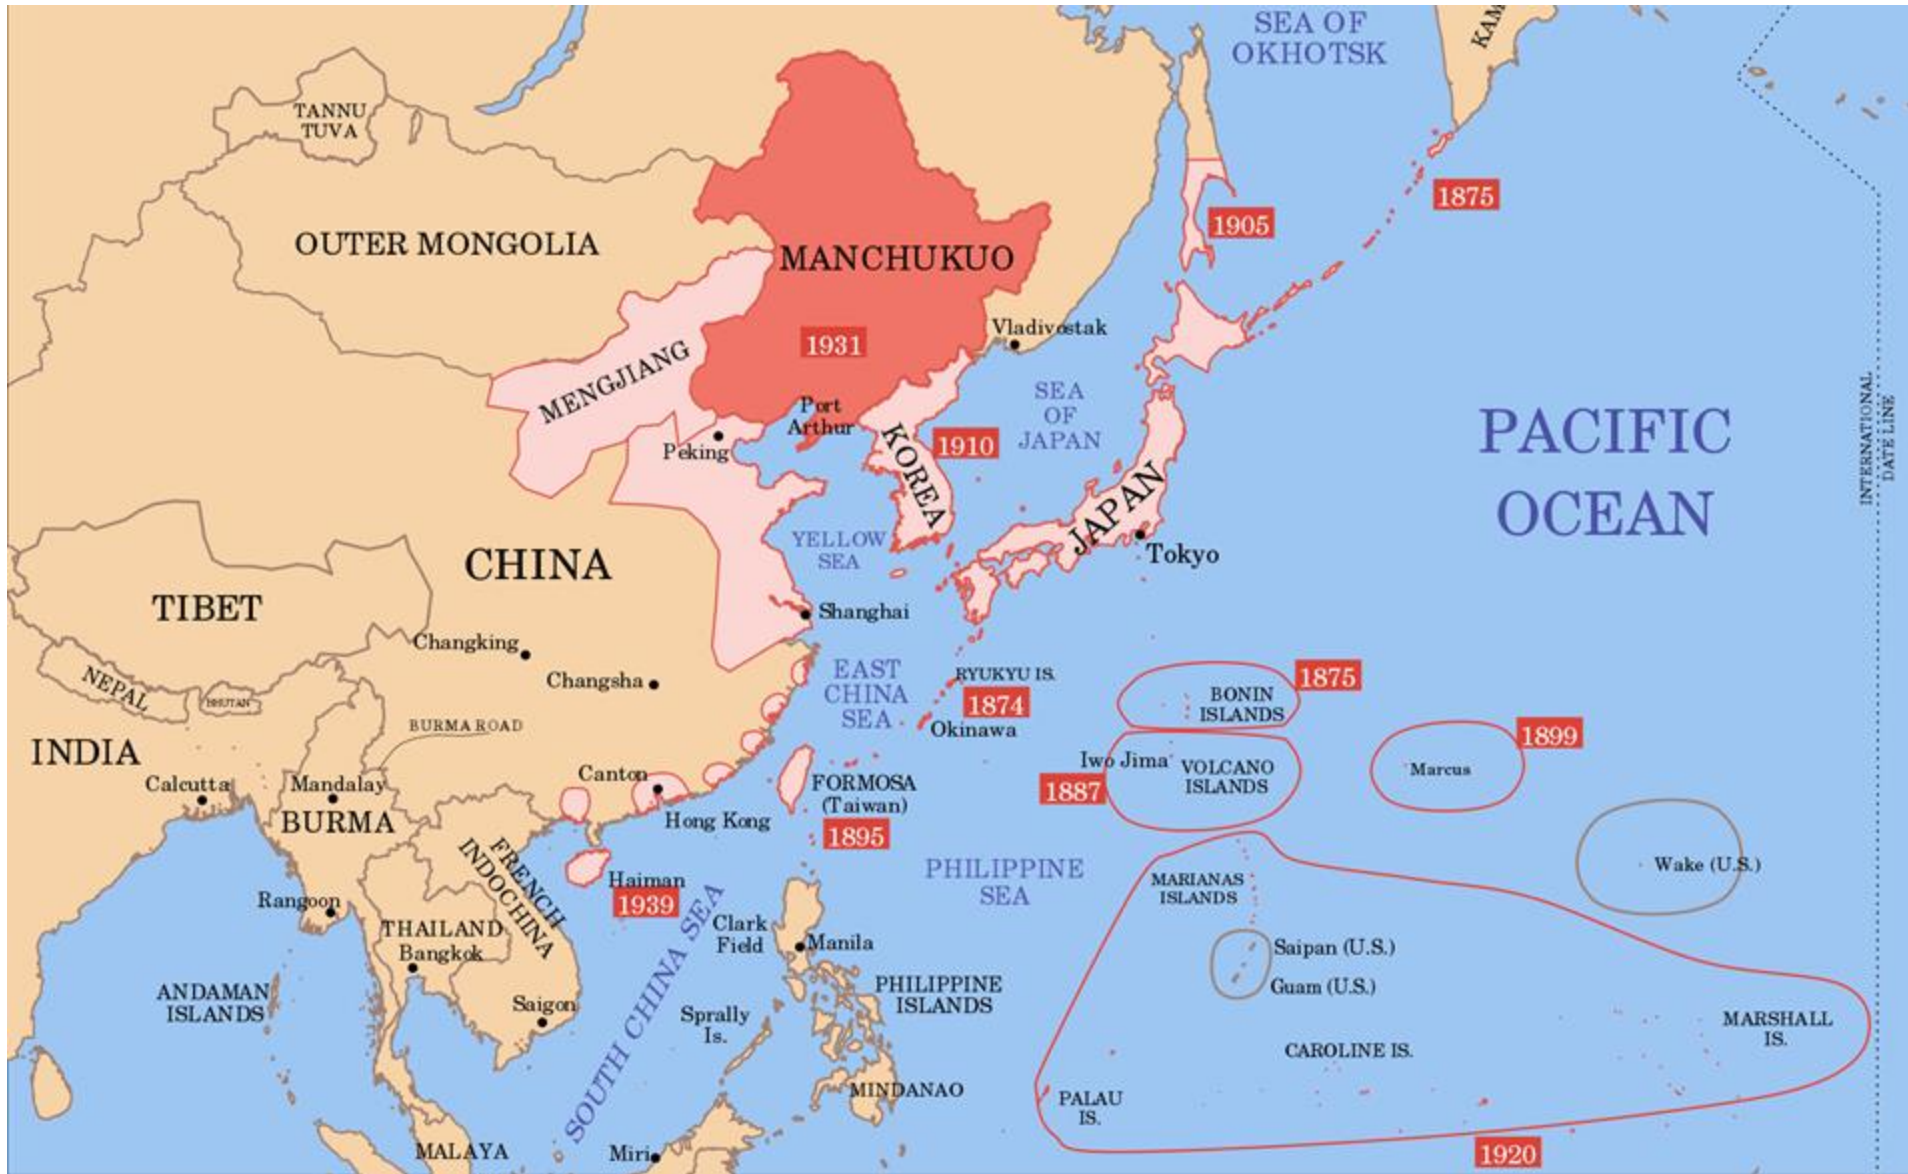 SEA OF
OKHOTSK
KAM
TANNU
TUVA
1875
1905
OUTER MONGOLIA
MANCHUKUO
Vladivostak
1931
MENGJIANG
SEA
OF
JAPAN
Port
Arthur
Peking
KOREA
1910
JAPAN
Tokyo
PACIFIC
OCEAN
INTERNATIONAL
DATE LINE
YELLOW
SEA
CHINA
TIBET
Shanghai
Changking
Changsha
EAST
CHINA
SEA
RYUKYU IS.
1874
Okinawa
BONIN
ISLANDS
1875
NEPAL
BHUTAN
BURMA ROAD
INDIA
Iwo Jima
VOLCANO
ISLANDS
1887
Marcus
1899
Calcutta
Mandalay
BURMA
Canton
Hong Kong
FORMOSA
(Taiwan)
1895
FRENCH
INDOCHINA
Haiman
1939
PHILIPPINE
SEA
Wake (U.S.)
MARIANAS
ISLANDS
Rangoon
THAILAND
Bangkok
SOUTH CHINA SEA
Clark
Field
Manila
Saipan (U.S.)
Guam (U.S.)
ANDAMAN
ISLANDS
Saigon
Sprally
Is.
PHILIPPINE
ISLANDS
MARSHALL
IS.
CAROLINE IS.
MINDANAO
PALAU
IS.
MALAYA
Miri
1920